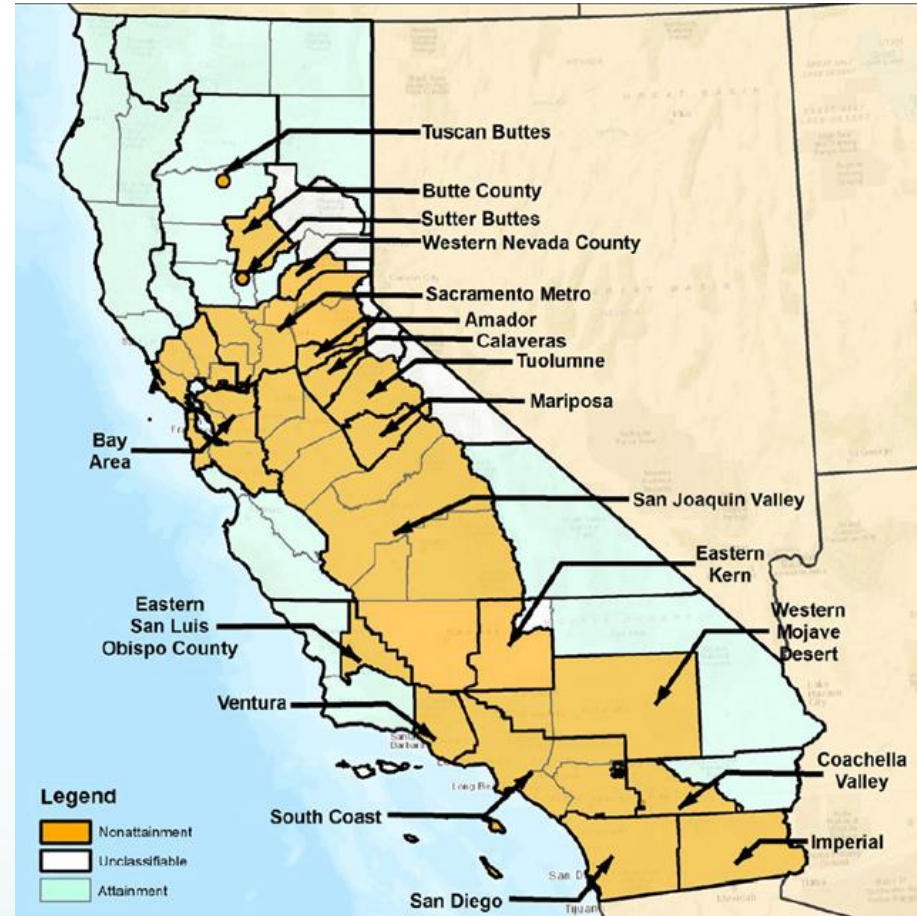 Tuscan Buttes
Butte County
Sutter Buttes
Western Nevada County
Sacramento Metro
Amador
Calaveras
Tuolumne
Mariposa
Bay
Area
San Joaquin Valley
Eastern
Kern
Eastern
San Luis
Obispo County
Western
Mojave
Desert
Ventura
Coachella
Valley
South Coast
Imperial
San Diego
Legend
Nonattainment
Unclassifiable
Attainment